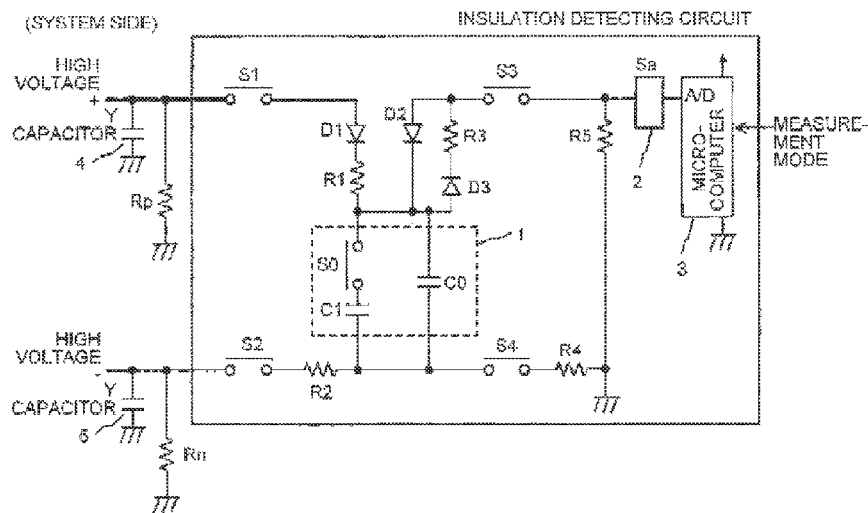 (SYSTEM SIDE)
INSULATION DETECTING CIRCUIT
HIGH
VOLTAGE
+
Y
CAPACITOR
4
Rp
S1
D1
R1
D2
S3
R3
D3
R5
Sa
2
A/D
MICRO-
COMPUTER
3
MEASURE-
MENT
MODE
1
S0
C1
C0
HIGH
VOLTAGE
-
Y
CAPACITOR
5
Rn
S2
R2
S4
R4